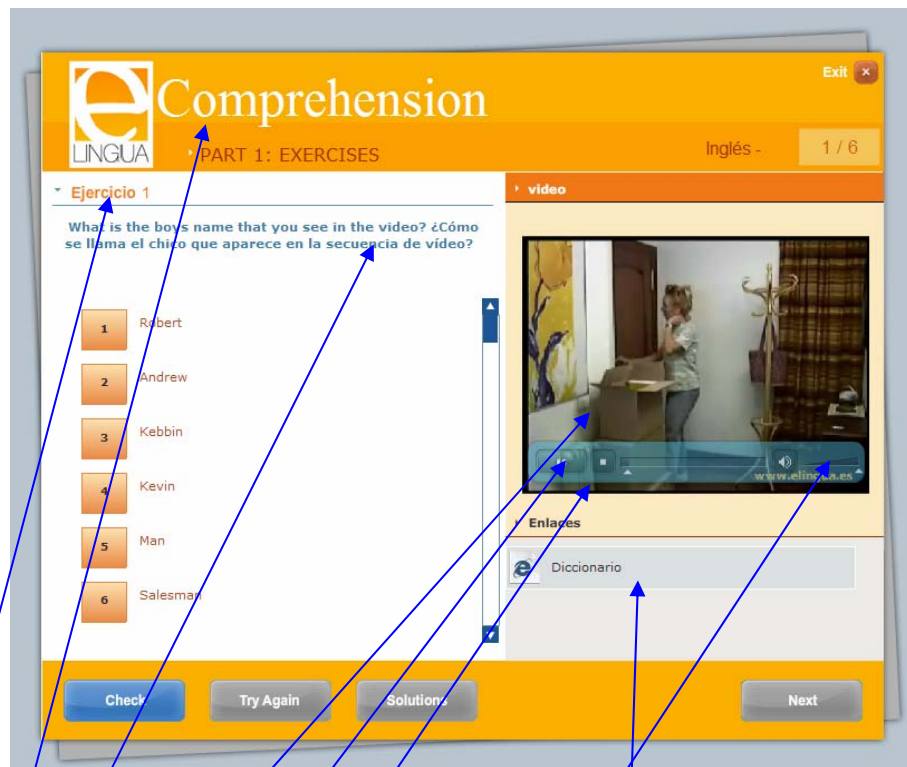 e
LINGUA
Comprehension
Exit ×
PART 1: EXERCISES
Inglés -
1 / 6
Ejercicio 1
What is the boys name that you see in the video? ¿Cómo
se llama el chico que aparece en la secuencia de vídeo?
1 Robert
2 Andrew
3 Kebbin
4 Kevin
5 Man
6 Salesman
video
www.elingua.es
Enlaces
Diccionario
Check
Try Again
Solutions
Next